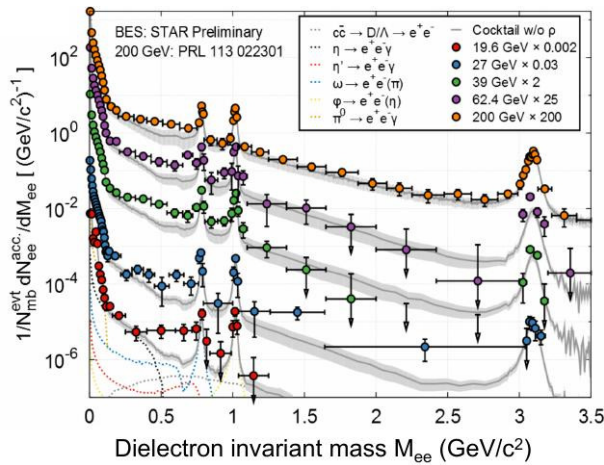 BES: STAR Preliminary
200 GeV: PRL 113 022301
cc̄ → D/Λ → e⁺e⁻
η → e⁺e⁻γ
η' → e⁺e⁻γ
ω → e⁺e⁻(π)
φ → e⁺e⁻(η)
π⁰ → e⁺e⁻γ
Cocktail w/o ρ
19.6 GeV × 0.002
27 GeV × 0.03
39 GeV × 2
62.4 GeV × 25
200 GeV × 200
1/N_mb^evt dN_ee^acc./dM_ee [ (GeV/c²)⁻¹ ]
10²
10⁰
10⁻²
10⁻⁴
10⁻⁶
0 0.5 1 1.5 2 2.5 3 3.5
Dielectron invariant mass M_ee (GeV/c²)